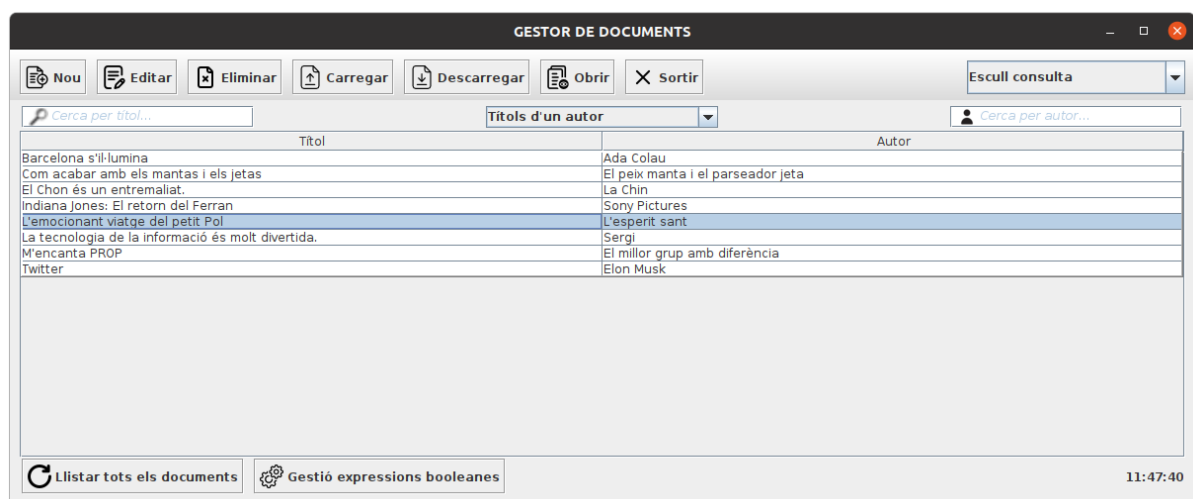 GESTOR DE DOCUMENTS
Nou Editar Eliminar Carregar Descarregar Obrir Sortir Escull consulta
Cerca per títol... Títols d'un autor Cerca per autor...
Títol Autor
Barcelona s'il·lumina Ada Colau
Com acabar amb els mantas i els jetas El peix manta i el parseador jeta
El Chon és un entremaliat. La Chin
Indiana Jones: El retorn del Ferran Sony Pictures
L'emocionant viatge del petit Pol L'esperit sant
La tecnologia de la informació és molt divertida. Sergi
M'encanta PROP El millor grup amb diferència
Twitter Elon Musk
Llistar tots els documents Gestió expressions booleanes 11:47:40